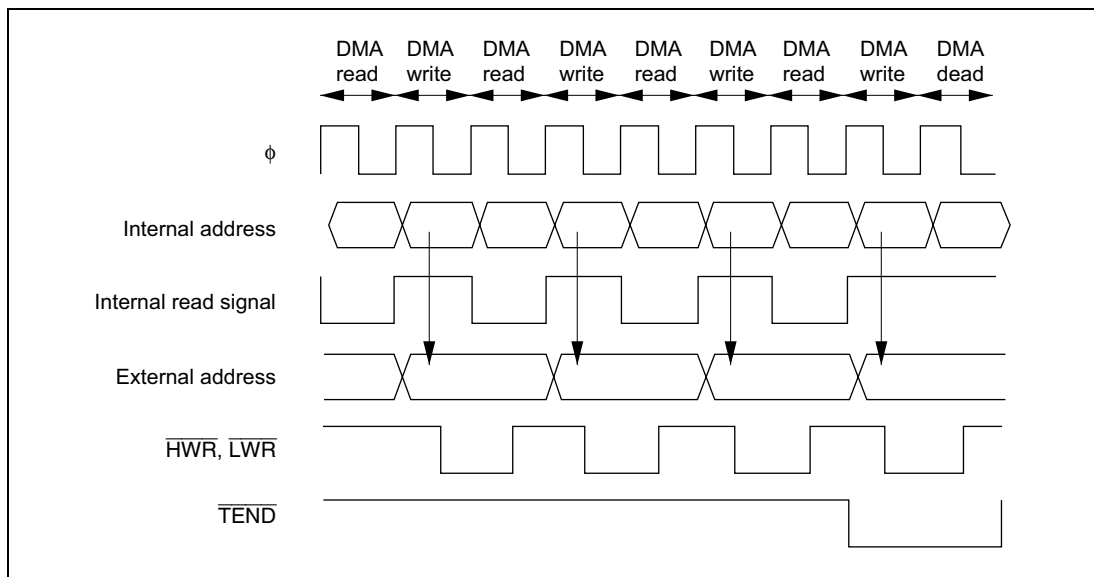 DMA read
DMA write
DMA read
DMA write
DMA read
DMA write
DMA read
DMA write
DMA dead
φ
Internal address
Internal read signal
External address
HWR, LWR
TEND